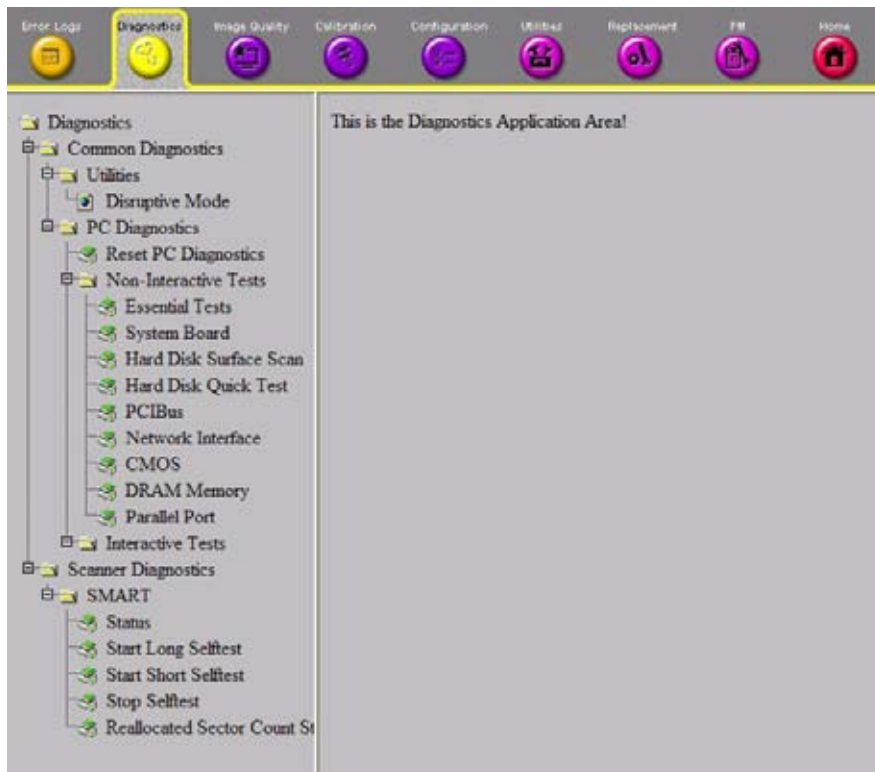 Error Logs
Diagnostics
Image Quality
Calibration
Configuration
Utilities
Replacement
PM
Home
Diagnostics
Common Diagnostics
Utilities
Disruptive Mode
PC Diagnostics
Reset PC Diagnostics
Non-Interactive Tests
Essential Tests
System Board
Hard Disk Surface Scan
Hard Disk Quick Test
PCIBus
Network Interface
CMOS
DRAM Memory
Parallel Port
Interactive Tests
Scanner Diagnostics
SMART
Status
Start Long Selftest
Start Short Selftest
Stop Selftest
Reallocated Sector Count St
This is the Diagnostics Application Area!